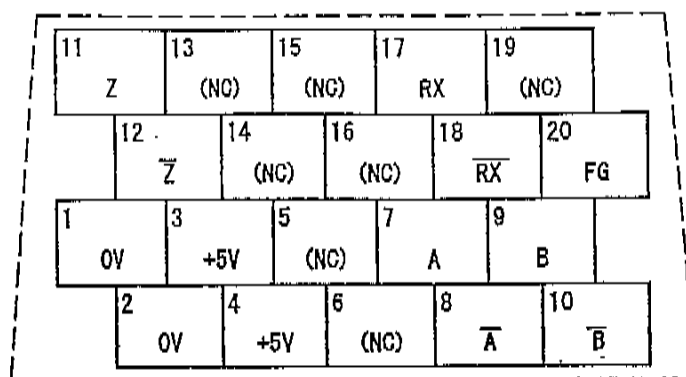 11 13 15 17 19
Z (NC) (NC) RX (NC)
12 14 16 18 20
Z̅ (NC) (NC) R̅X̅ FG
1 3 5 7 9
0V +5V (NC) A B
2 4 6 8 10
0V +5V (NC) A̅ B̅